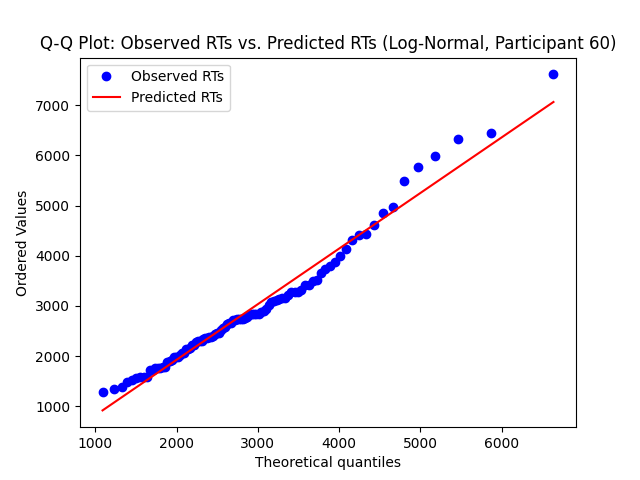 Q-Q Plot: Observed RTs vs. Predicted RTs (Log-Normal, Participant 60)
Observed RTs
Predicted RTs
7000
6000
5000
4000
3000
2000
1000
Ordered Values
1000 2000 3000 4000 5000 6000
Theoretical quantiles